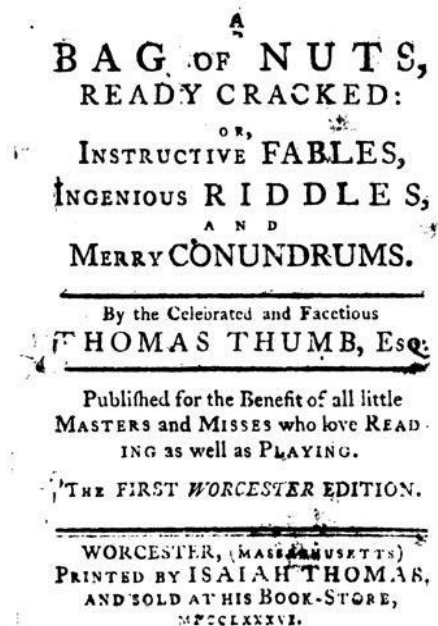 A
BAG OF NUTS,
READY CRACKED:
OR,
INSTRUCTIVE FABLES,
INGENIOUS RIDDLES,
AND
MERRY CONUNDRUMS.
By the Celebrated and Facetious
THOMAS THUMB, ESQ.
Publiſhed for the Benefit of all little
MASTERS and MISSES who love READ-
ING as well as PLAYING.
THE FIRST WORCESTER EDITION.
WORCESTER, (MASSACHUSETTS)
PRINTED BY ISAIAH THOMAS,
AND SOLD AT HIS BOOK-STORE,
MDCCLXXXVI.